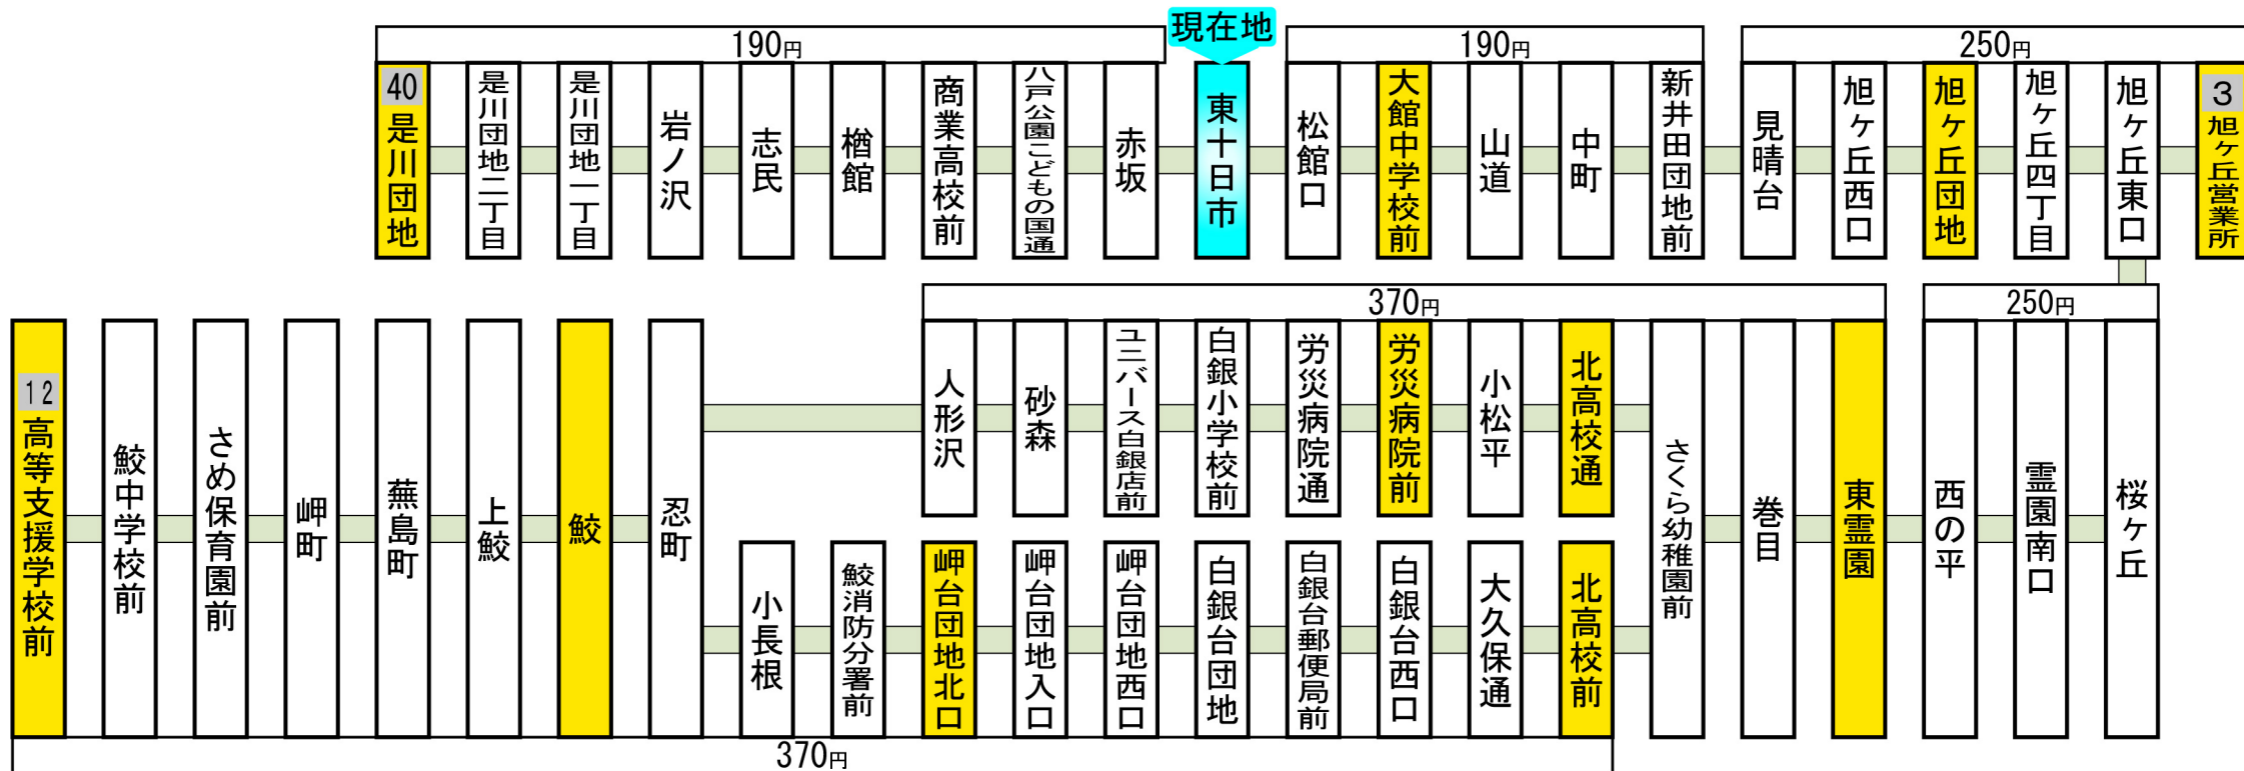 現在地
190円
190円
250円
40
是川団地
是川団地二丁目
是川団地一丁目
岩ノ沢
志民
楢館
商業高校前
八戸公園こどもの国通
赤坂
東十日市
松館口
大館中学校前
山道
中町
新井田団地前
見晴台
旭ヶ丘西口
旭ヶ丘団地
旭ヶ丘四丁目
旭ヶ丘東口
3
旭ヶ丘営業所
370円
250円
12
高等支援学校前
鮫中学校前
さめ保育園前
岬町
蕪島町
上鮫
鮫
忍町
人形沢
砂森
ユニバース白銀店前
白銀小学校前
労災病院通
労災病院前
小松平
北高校通
さくら幼稚園前
巻目
東霊園
西の平
霊園南口
桜ヶ丘
小長根
鮫消防分署前
岬台団地北口
岬台団地入口
岬台団地西口
白銀台団地
白銀台郵便局前
白銀台西口
大久保通
北高校前
370円